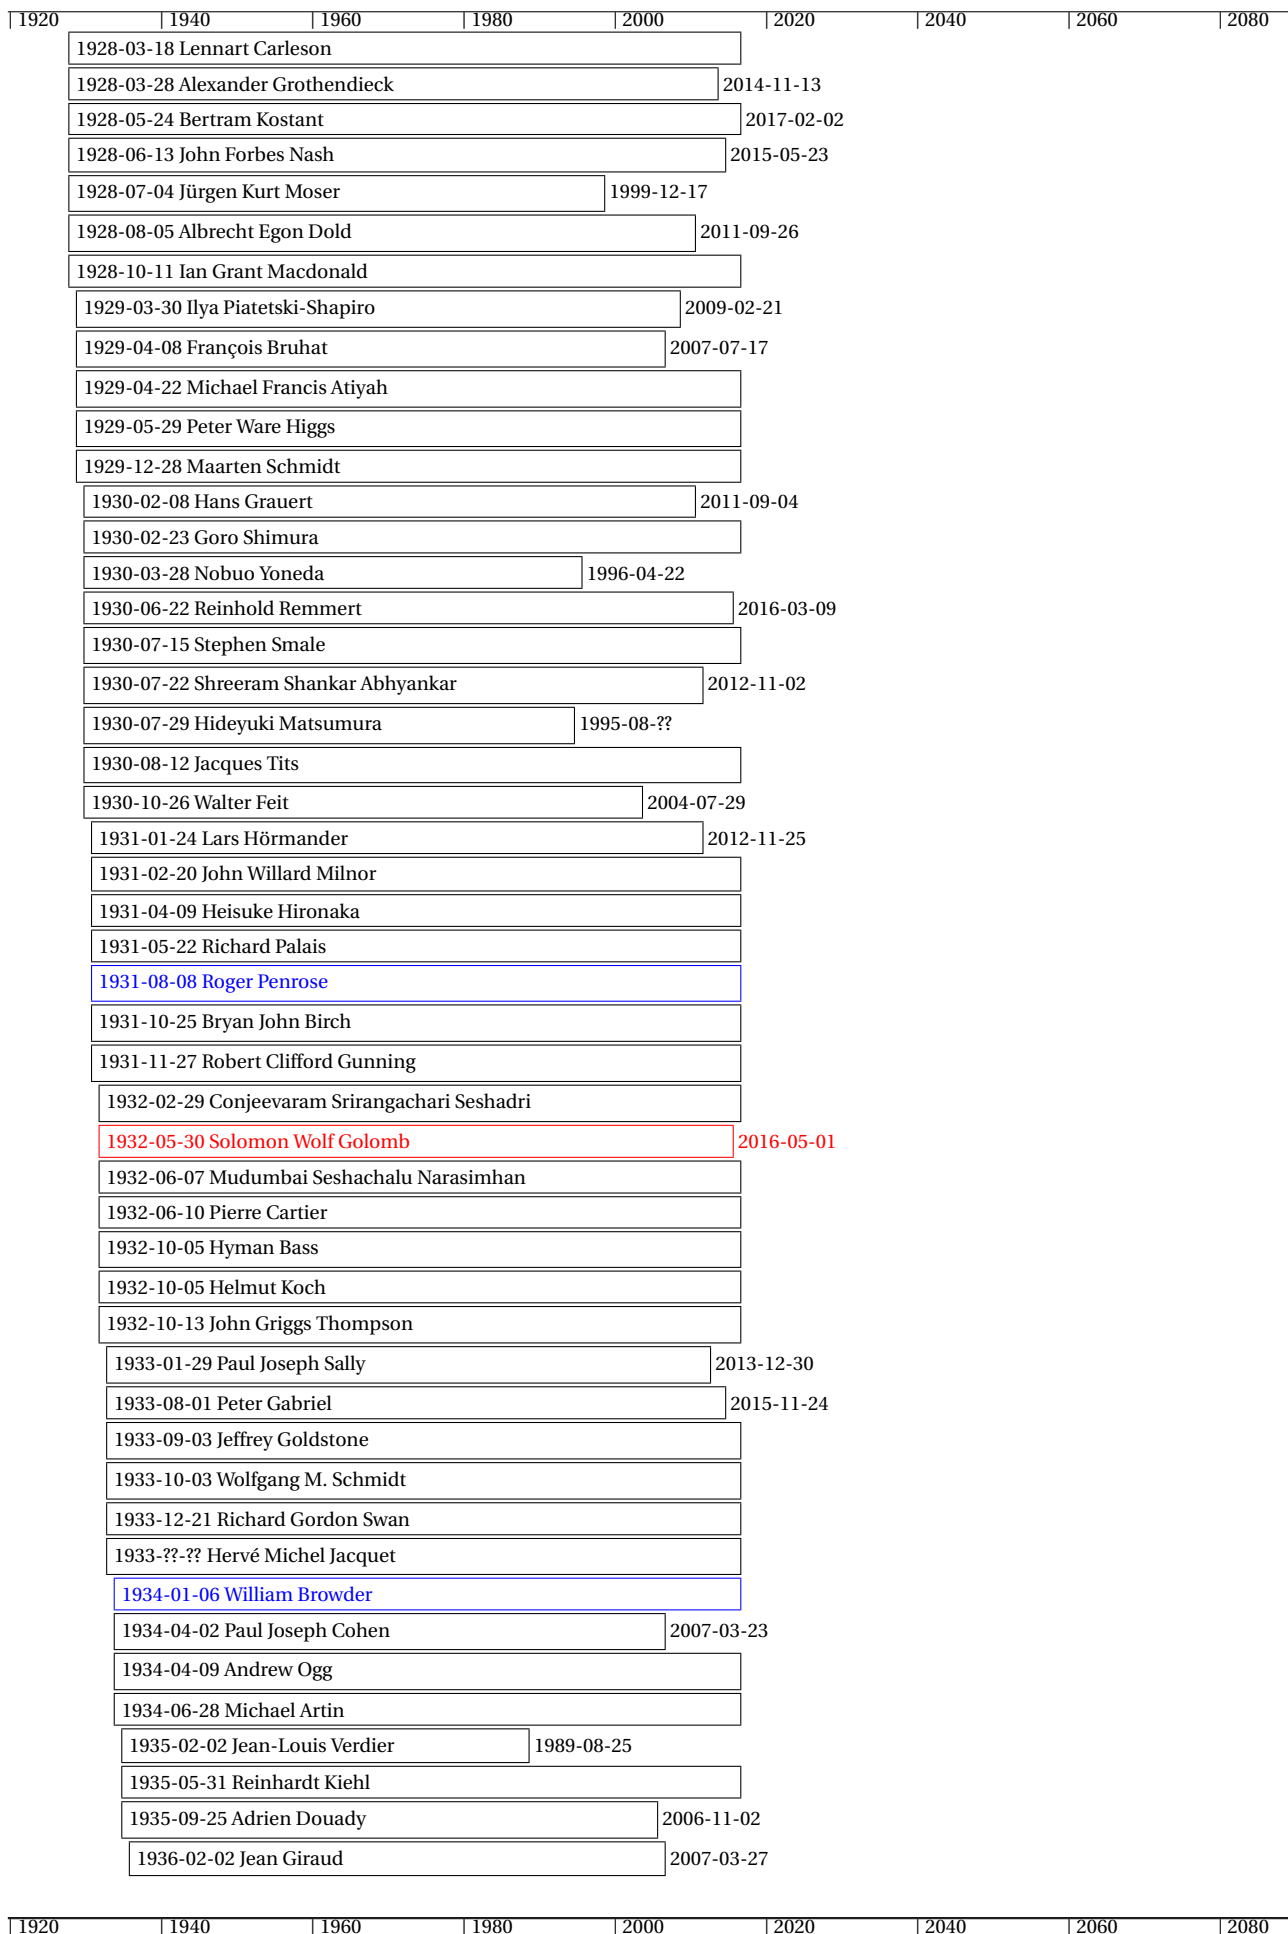 1920 1940 1960 1980 2000 2020 2040 2060 2080
1928-03-18 Lennart Carleson
1928-03-28 Alexander Grothendieck 2014-11-13
1928-05-24 Bertram Kostant 2017-02-02
1928-06-13 John Forbes Nash 2015-05-23
1928-07-04 Jürgen Kurt Moser 1999-12-17
1928-08-05 Albrecht Egon Dold 2011-09-26
1928-10-11 Ian Grant Macdonald
1929-03-30 Ilya Piatetski-Shapiro 2009-02-21
1929-04-08 François Bruhat 2007-07-17
1929-04-22 Michael Francis Atiyah
1929-05-29 Peter Ware Higgs
1929-12-28 Maarten Schmidt
1930-02-08 Hans Grauert 2011-09-04
1930-02-23 Goro Shimura
1930-03-28 Nobuo Yoneda 1996-04-22
1930-06-22 Reinhold Remmert 2016-03-09
1930-07-15 Stephen Smale
1930-07-22 Shreeram Shankar Abhyankar 2012-11-02
1930-07-29 Hideyuki Matsumura 1995-08-??
1930-08-12 Jacques Tits
1930-10-26 Walter Feit 2004-07-29
1931-01-24 Lars Hörmander 2012-11-25
1931-02-20 John Willard Milnor
1931-04-09 Heisuke Hironaka
1931-05-22 Richard Palais
1931-08-08 Roger Penrose
1931-10-25 Bryan John Birch
1931-11-27 Robert Clifford Gunning
1932-02-29 Conjeevaram Srirangachari Seshadri
1932-05-30 Solomon Wolf Golomb 2016-05-01
1932-06-07 Mudumbai Seshachalu Narasimhan
1932-06-10 Pierre Cartier
1932-10-05 Hyman Bass
1932-10-05 Helmut Koch
1932-10-13 John Griggs Thompson
1933-01-29 Paul Joseph Sally 2013-12-30
1933-08-01 Peter Gabriel 2015-11-24
1933-09-03 Jeffrey Goldstone
1933-10-03 Wolfgang M. Schmidt
1933-12-21 Richard Gordon Swan
1933-??-?? Hervé Michel Jacquet
1934-01-06 William Browder
1934-04-02 Paul Joseph Cohen 2007-03-23
1934-04-09 Andrew Ogg
1934-06-28 Michael Artin
1935-02-02 Jean-Louis Verdier 1989-08-25
1935-05-31 Reinhardt Kiehl
1935-09-25 Adrien Douady 2006-11-02
1936-02-02 Jean Giraud 2007-03-27
1920 1940 1960 1980 2000 2020 2040 2060 2080